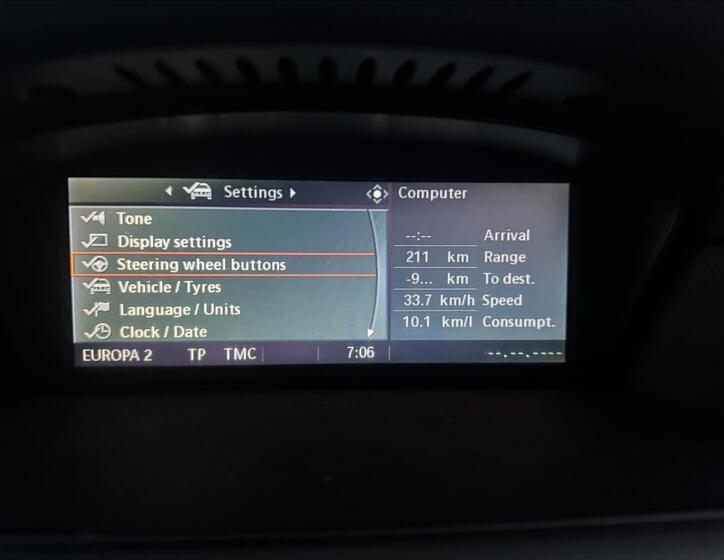 Settings
Computer
Tone
Display settings
Steering wheel buttons
Vehicle / Tyres
Language / Units
Clock / Date
--:-- Arrival
211 km Range
-9... km To dest.
33.7 km/h Speed
10.1 km/l Consumpt.
EUROPA 2 TP TMC 7:06 --.--.----